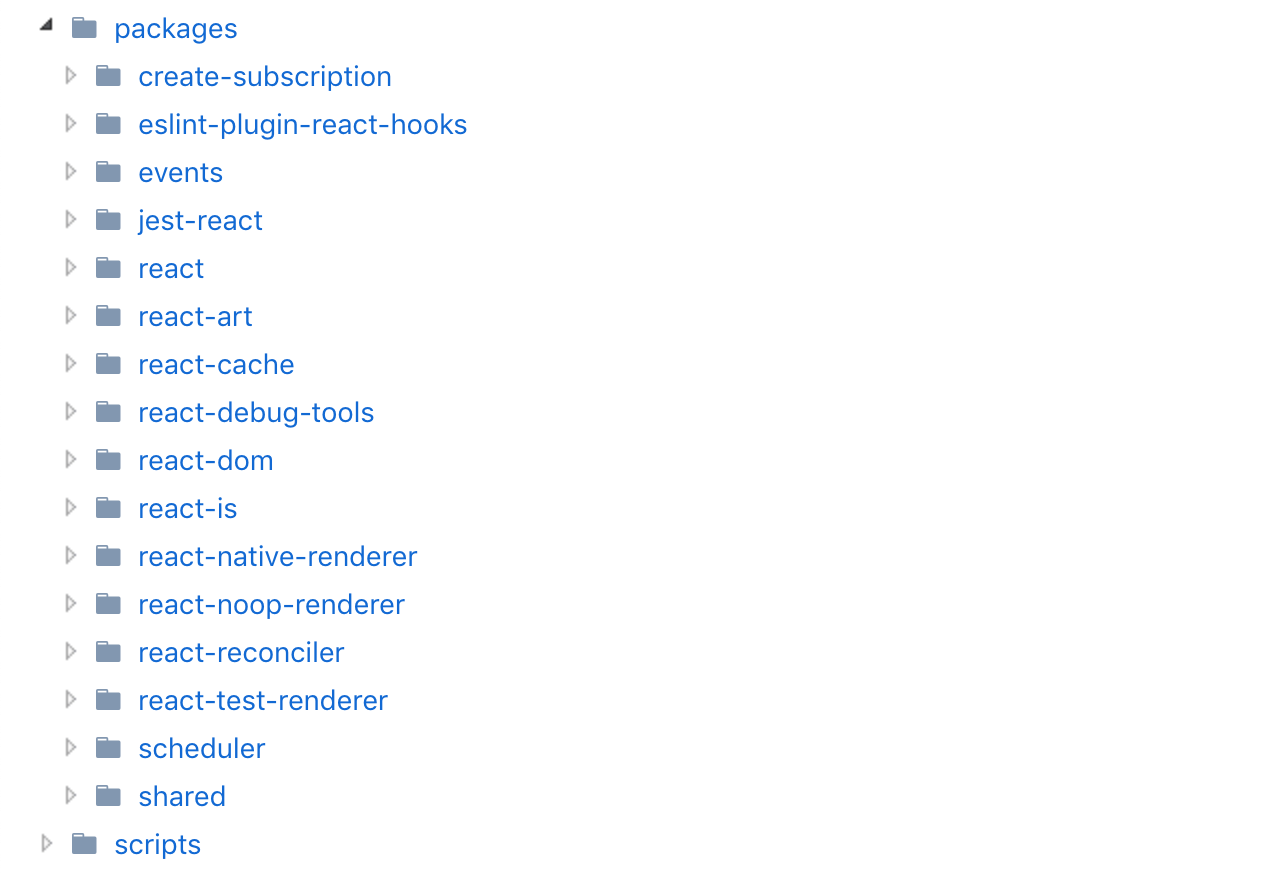 packages
create-subscription
eslint-plugin-react-hooks
events
jest-react
react
react-art
react-cache
react-debug-tools
react-dom
react-is
react-native-renderer
react-noop-renderer
react-reconciler
react-test-renderer
scheduler
shared
scripts